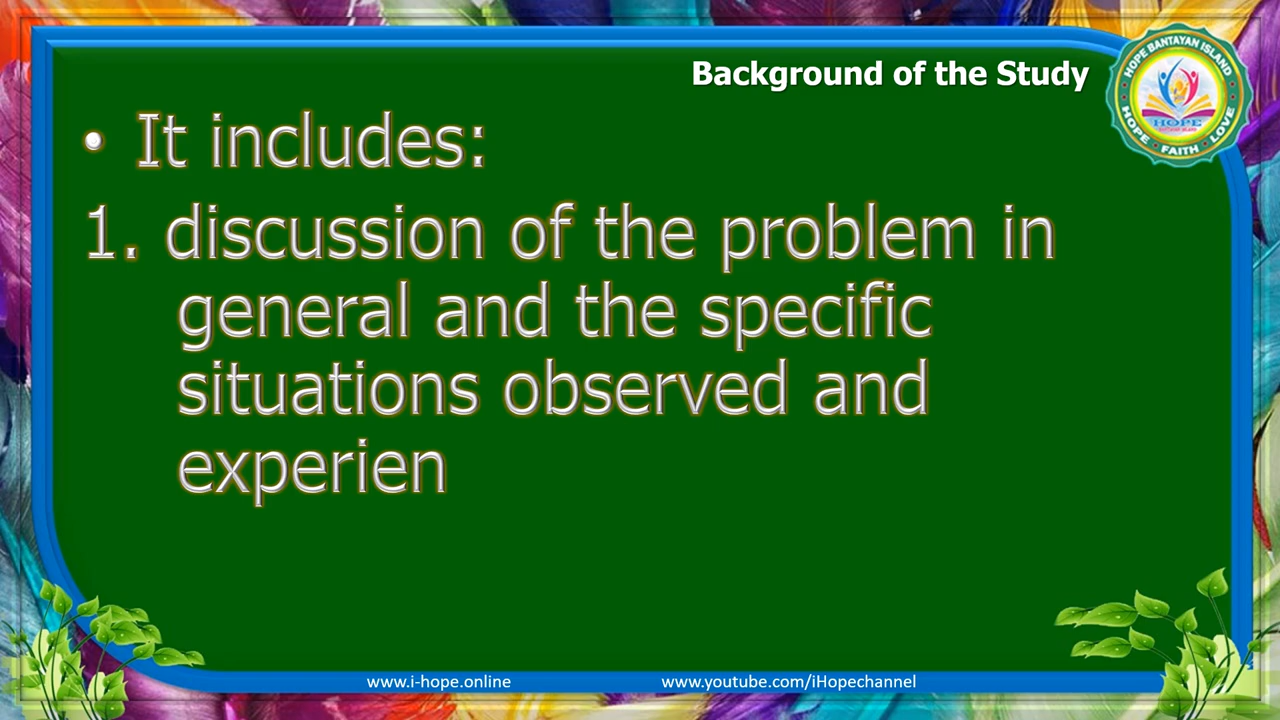 Background of the Study
HOPE BANTAYAN ISLAND
HOPE
HOPE • FAITH • LOVE
• It includes:
1. discussion of the problem in
general and the specific
situations observed and
experien
www.i-hope.online
www.youtube.com/iHopechannel